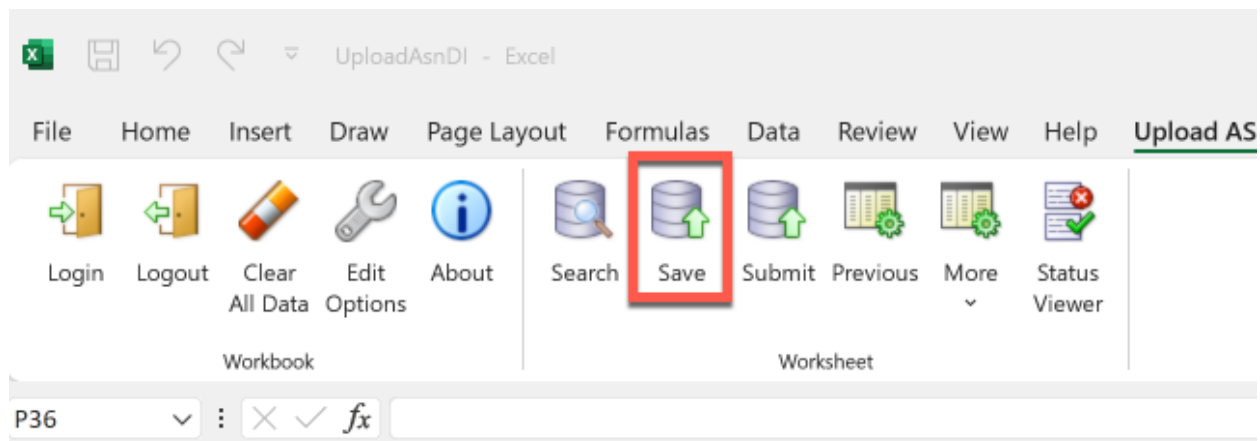 UploadAsnDI - Excel
File Home Insert Draw Page Layout Formulas Data Review View Help Upload AS
Login Logout Clear All Data Edit Options About Search Save Submit Previous More Status Viewer
Workbook Worksheet
P36 fx